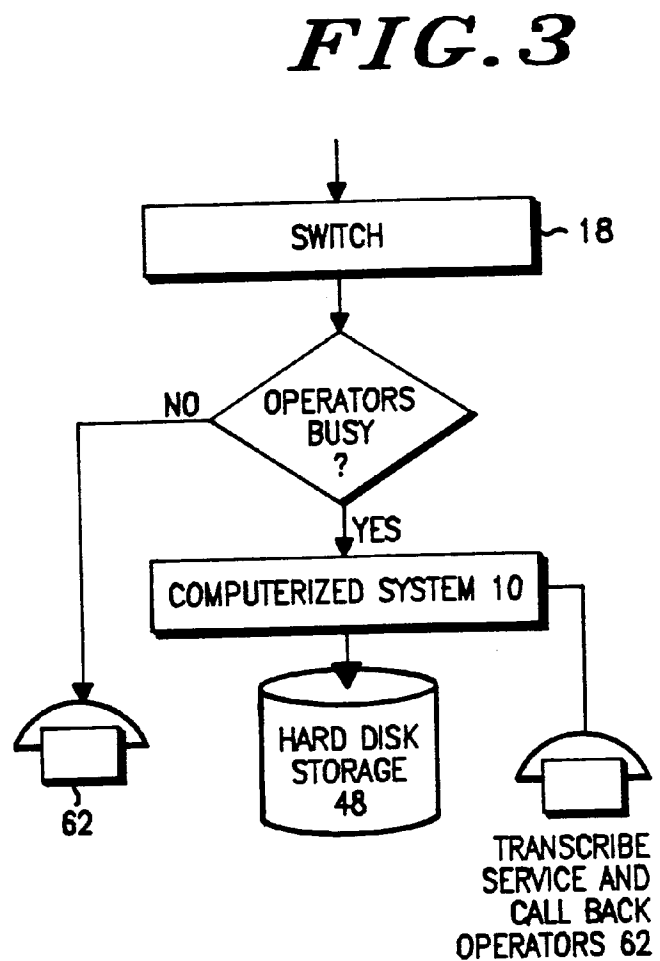 FIG. 3
SWITCH
18
NO
OPERATORS
BUSY
?
YES
COMPUTERIZED SYSTEM 10
HARD DISK
STORAGE
48
62
TRANSCRIBE
SERVICE AND
CALL BACK
OPERATORS 62